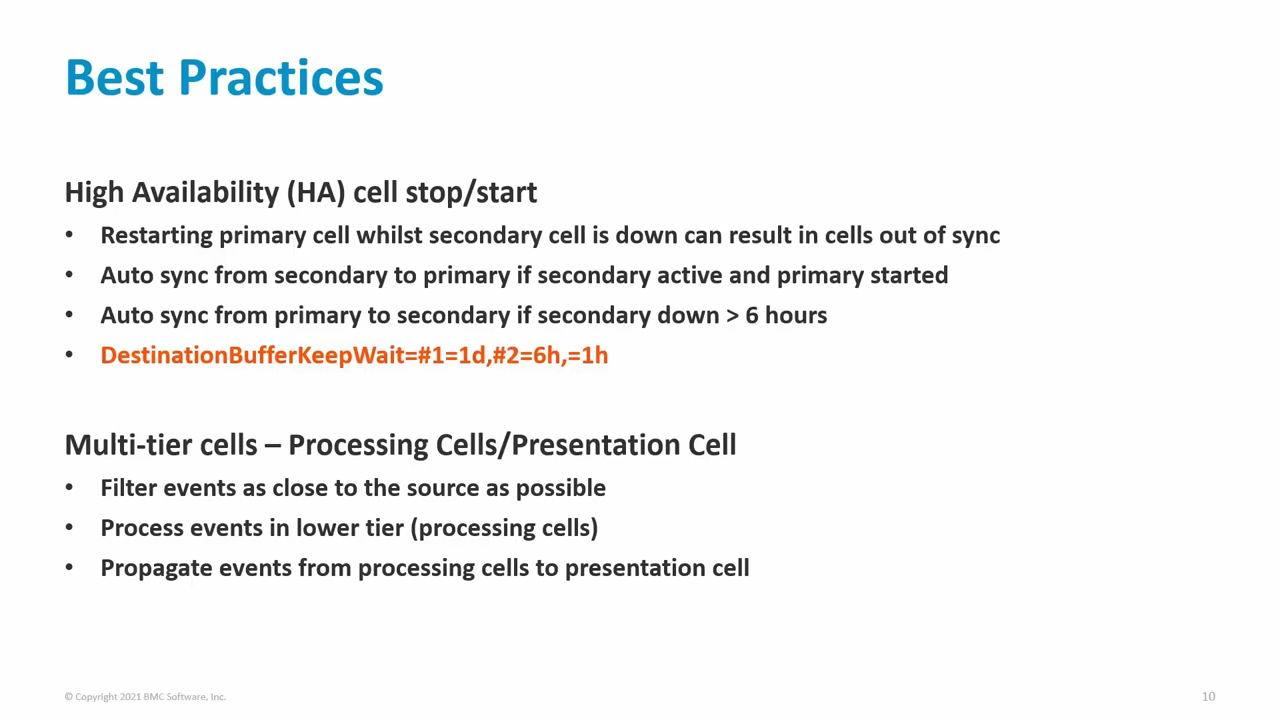 Best Practices
High Availability (HA) cell stop/start
• Restarting primary cell whilst secondary cell is down can result in cells out of sync
• Auto sync from secondary to primary if secondary active and primary started
• Auto sync from primary to secondary if secondary down > 6 hours
• DestinationBufferKeepWait=#1=1d,#2=6h,=1h
Multi-tier cells – Processing Cells/Presentation Cell
• Filter events as close to the source as possible
• Process events in lower tier (processing cells)
• Propagate events from processing cells to presentation cell
© Copyright 2021 BMC Software, Inc.
10